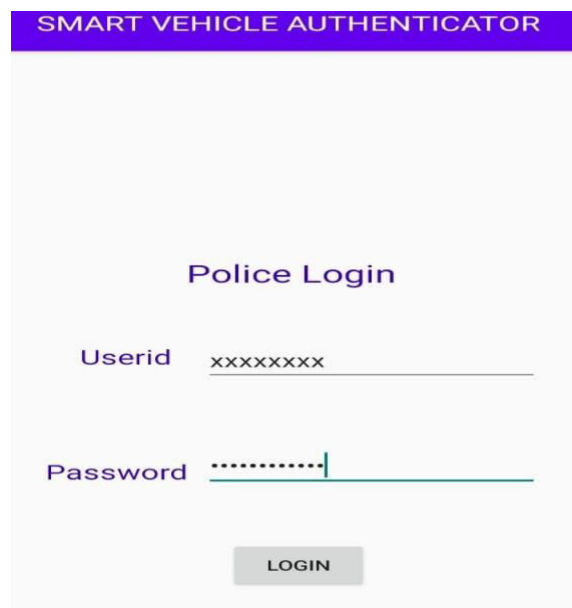 SMART VEHICLE AUTHENTICATOR
Police Login
Userid xxxxxxxx
Password ............
LOGIN